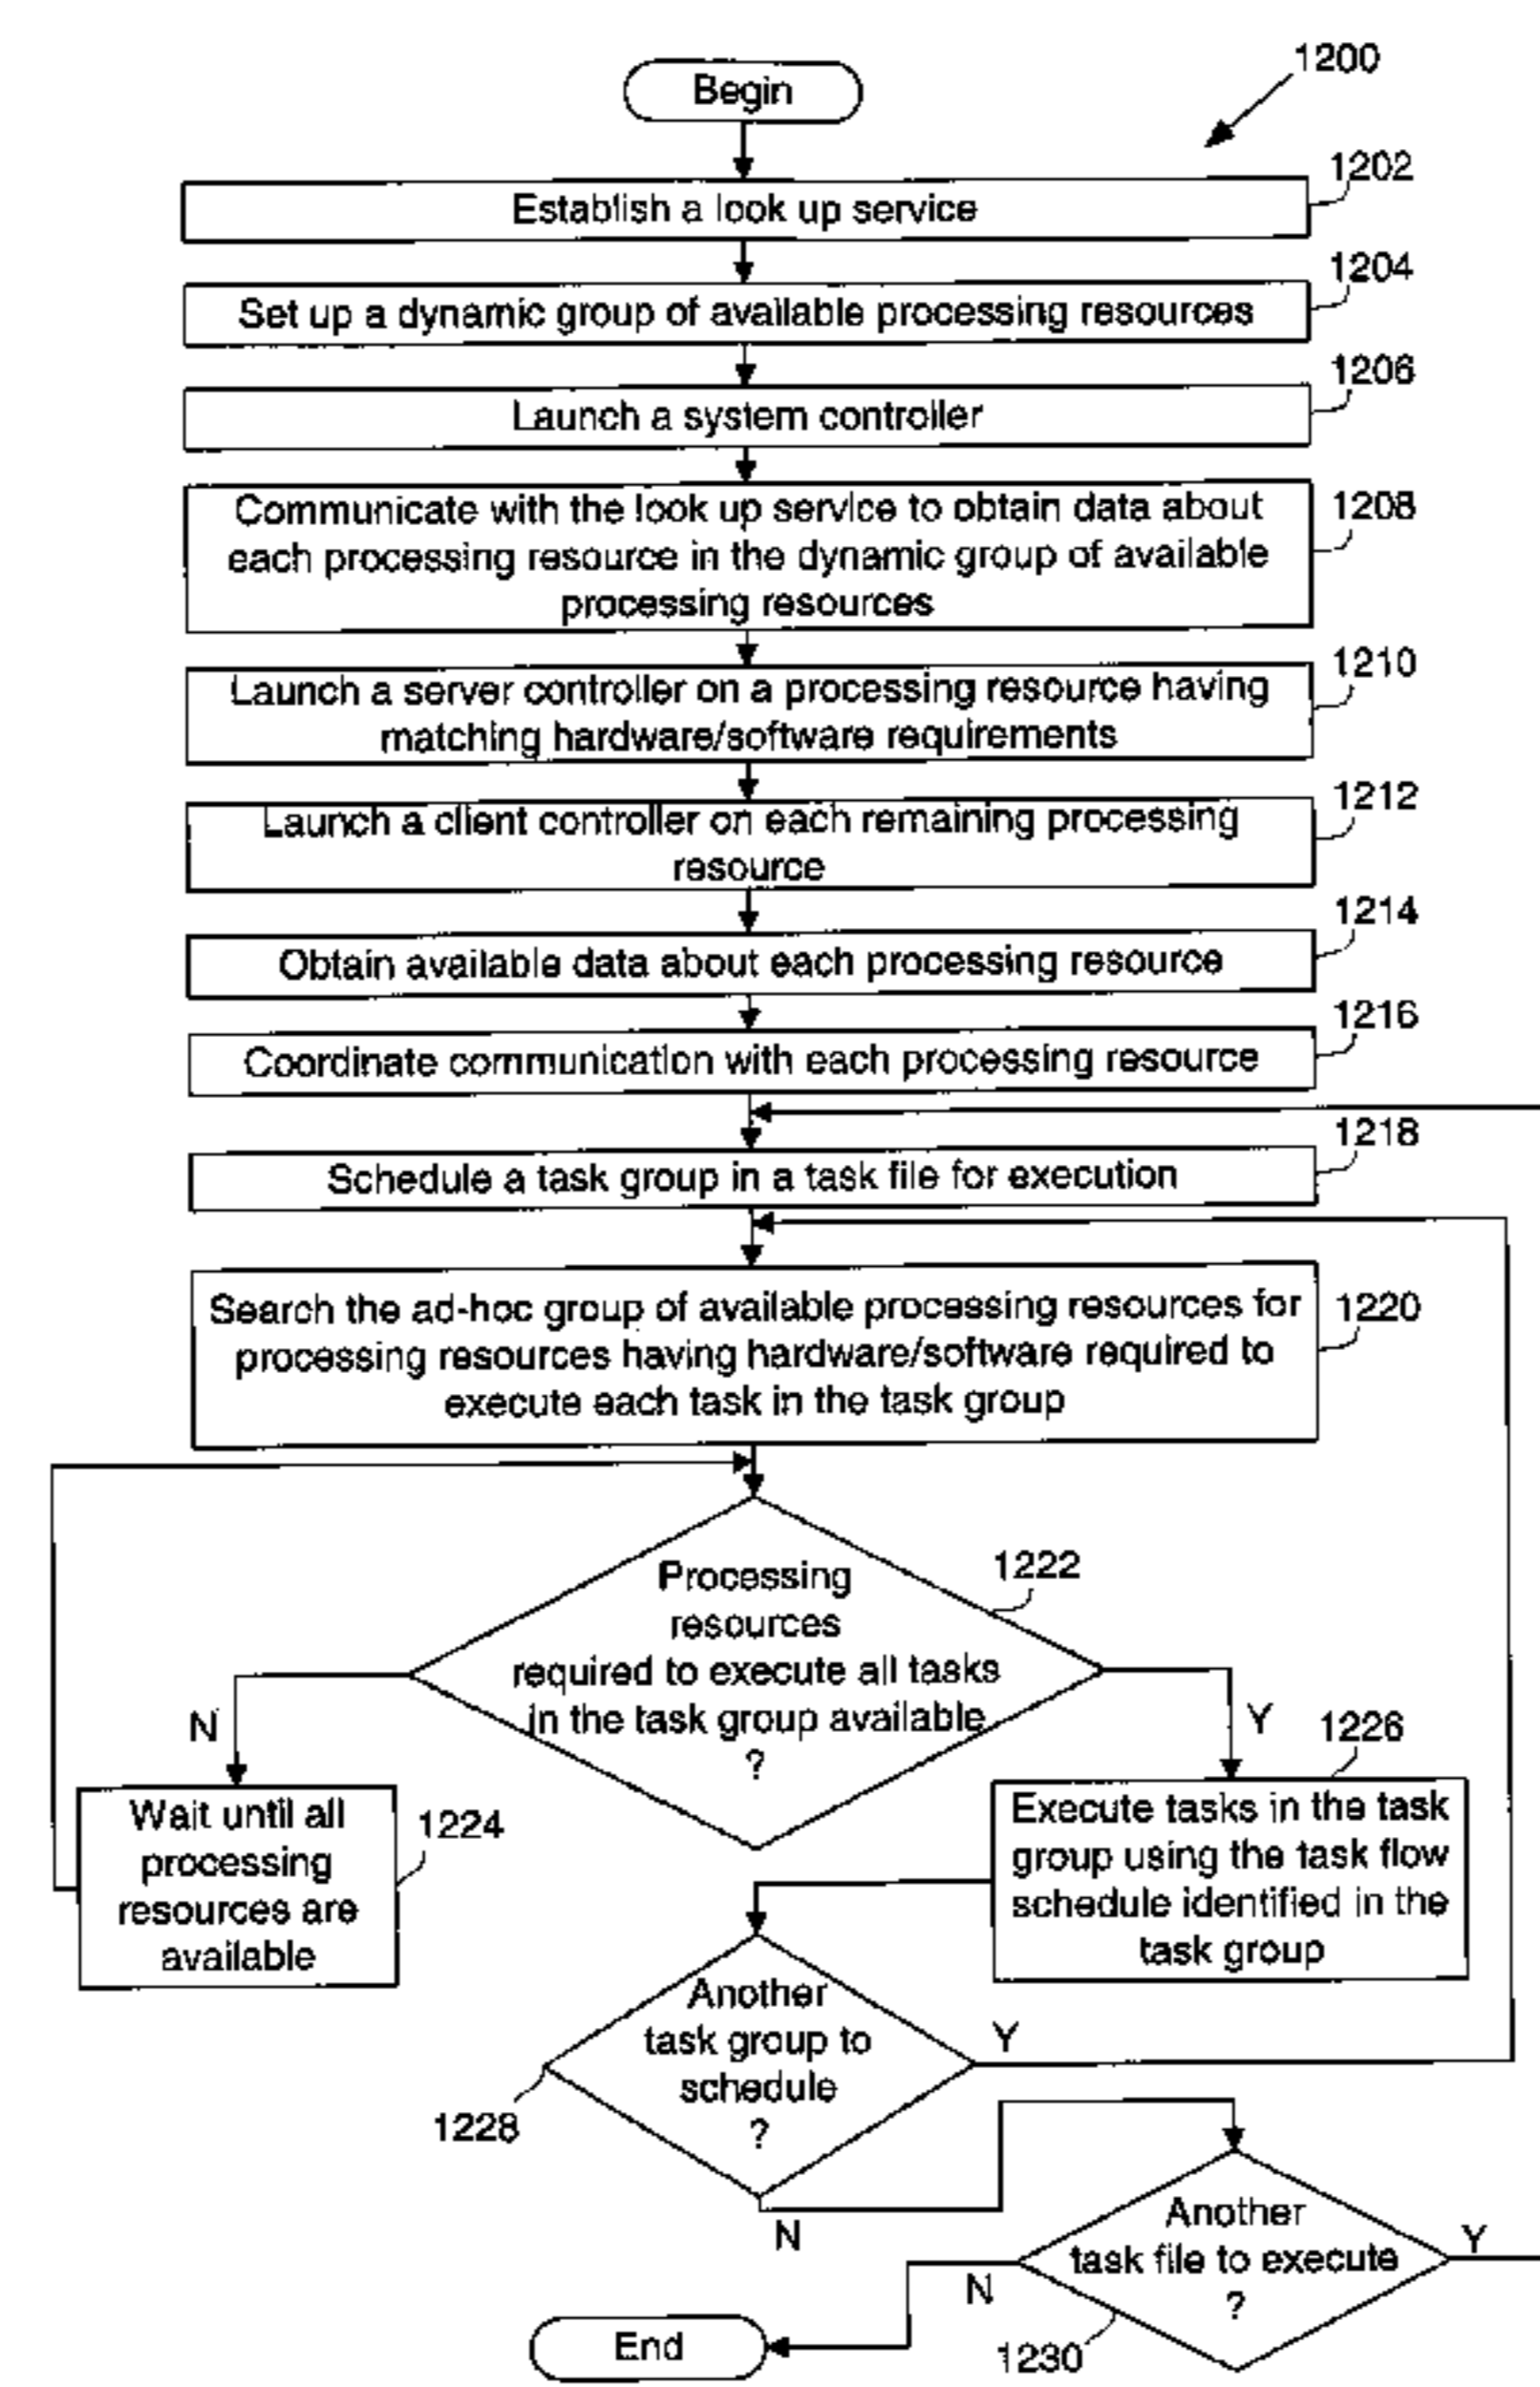 1200
Begin
1202
Establish a look up service
1204
Set up a dynamic group of available processing resources
1206
Launch a system controller
1208
Communicate with the look up service to obtain data about
each processing resource in the dynamic group of available
processing resources
1210
Launch a server controller on a processing resource having
matching hardware/software requirements
1212
Launch a client controller on each remaining processing
resource
1214
Obtain available data about each processing resource
1216
Coordinate communication with each processing resource
1218
Schedule a task group in a task file for execution
1220
Search the ad-hoc group of available processing resources for
processing resources having hardware/software required to
execute each task in the task group
1222
Processing
resources
required to execute all tasks
in the task group available
?
N
Y
1224
Wait until all
processing
resources are
available
1226
Execute tasks in the task
group using the task flow
schedule identified in the
task group
1228
Another
task group to
schedule
?
Y
N
1230
Another
task file to execute
?
Y
N
End